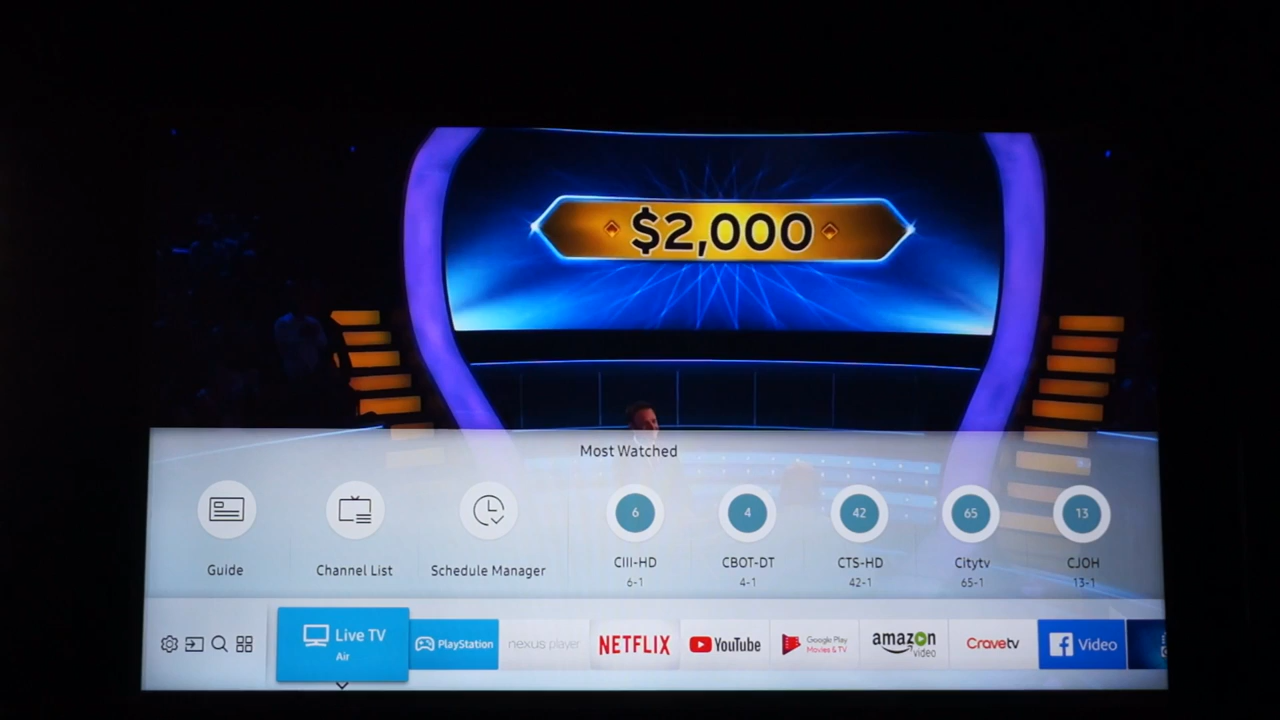 $2,000
Most Watched
6
4
42
65
13
Guide
Channel List
Schedule Manager
CIII-HD
6-1
CBOT-DT
4-1
CTS-HD
42-1
Citytv
65-1
CJOH
13-1
Live TV
Air
PlayStation
nexus player
NETFLIX
YouTube
Google Play
Movies & TV
amazon
video
Cravetv
f Video